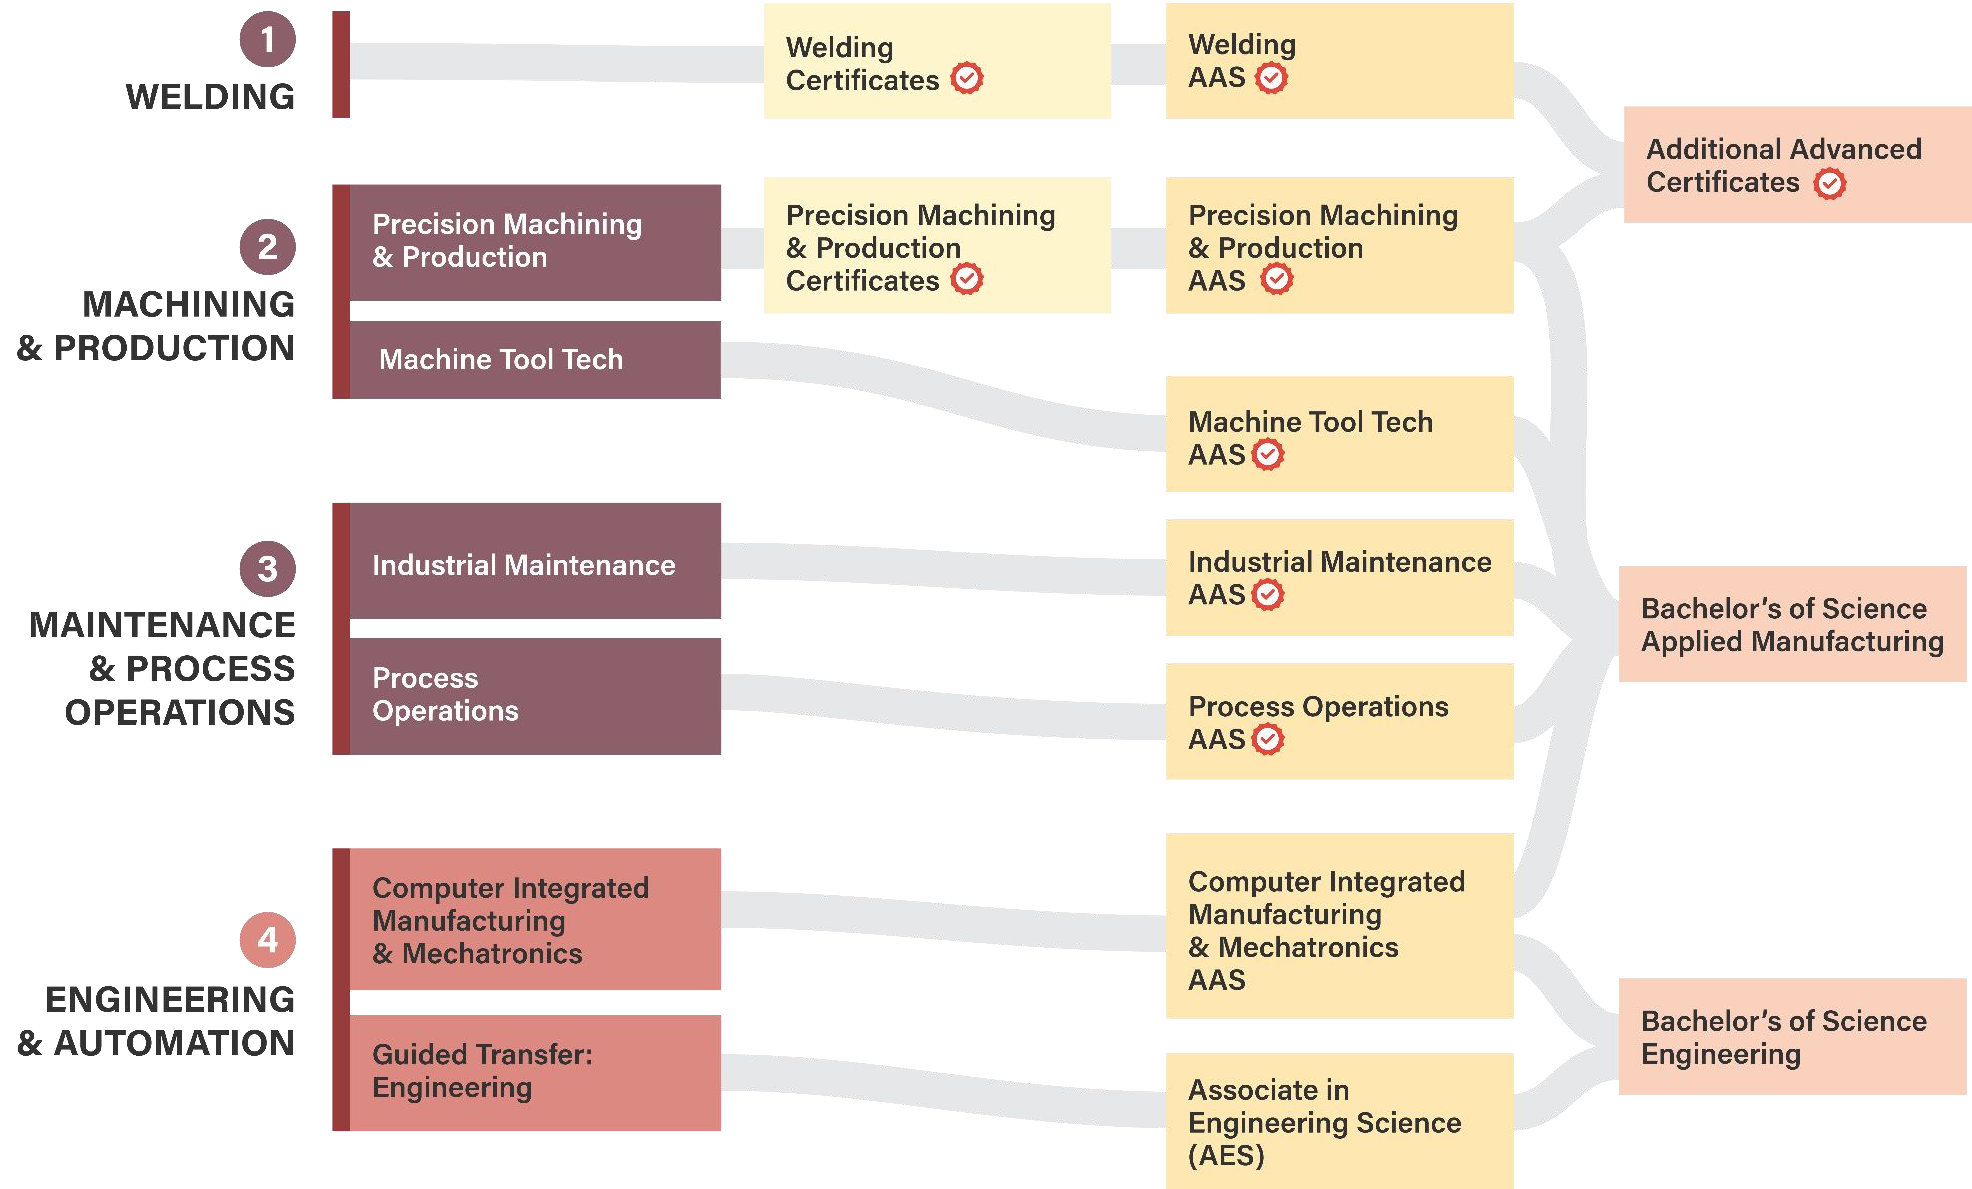 1
WELDING
Welding
Certificates
Welding
AAS
Additional Advanced
Certificates
2
MACHINING
& PRODUCTION
Precision Machining
& Production
Precision Machining
& Production
Certificates
Precision Machining
& Production
AAS
Machine Tool Tech
Machine Tool Tech
AAS
3
MAINTENANCE
& PROCESS
OPERATIONS
Industrial Maintenance
Industrial Maintenance
AAS
Process
Operations
Process Operations
AAS
Bachelor’s of Science
Applied Manufacturing
4
ENGINEERING
& AUTOMATION
Computer Integrated
Manufacturing
& Mechatronics
Computer Integrated
Manufacturing
& Mechatronics
AAS
Guided Transfer:
Engineering
Associate in
Engineering Science
(AES)
Bachelor’s of Science
Engineering